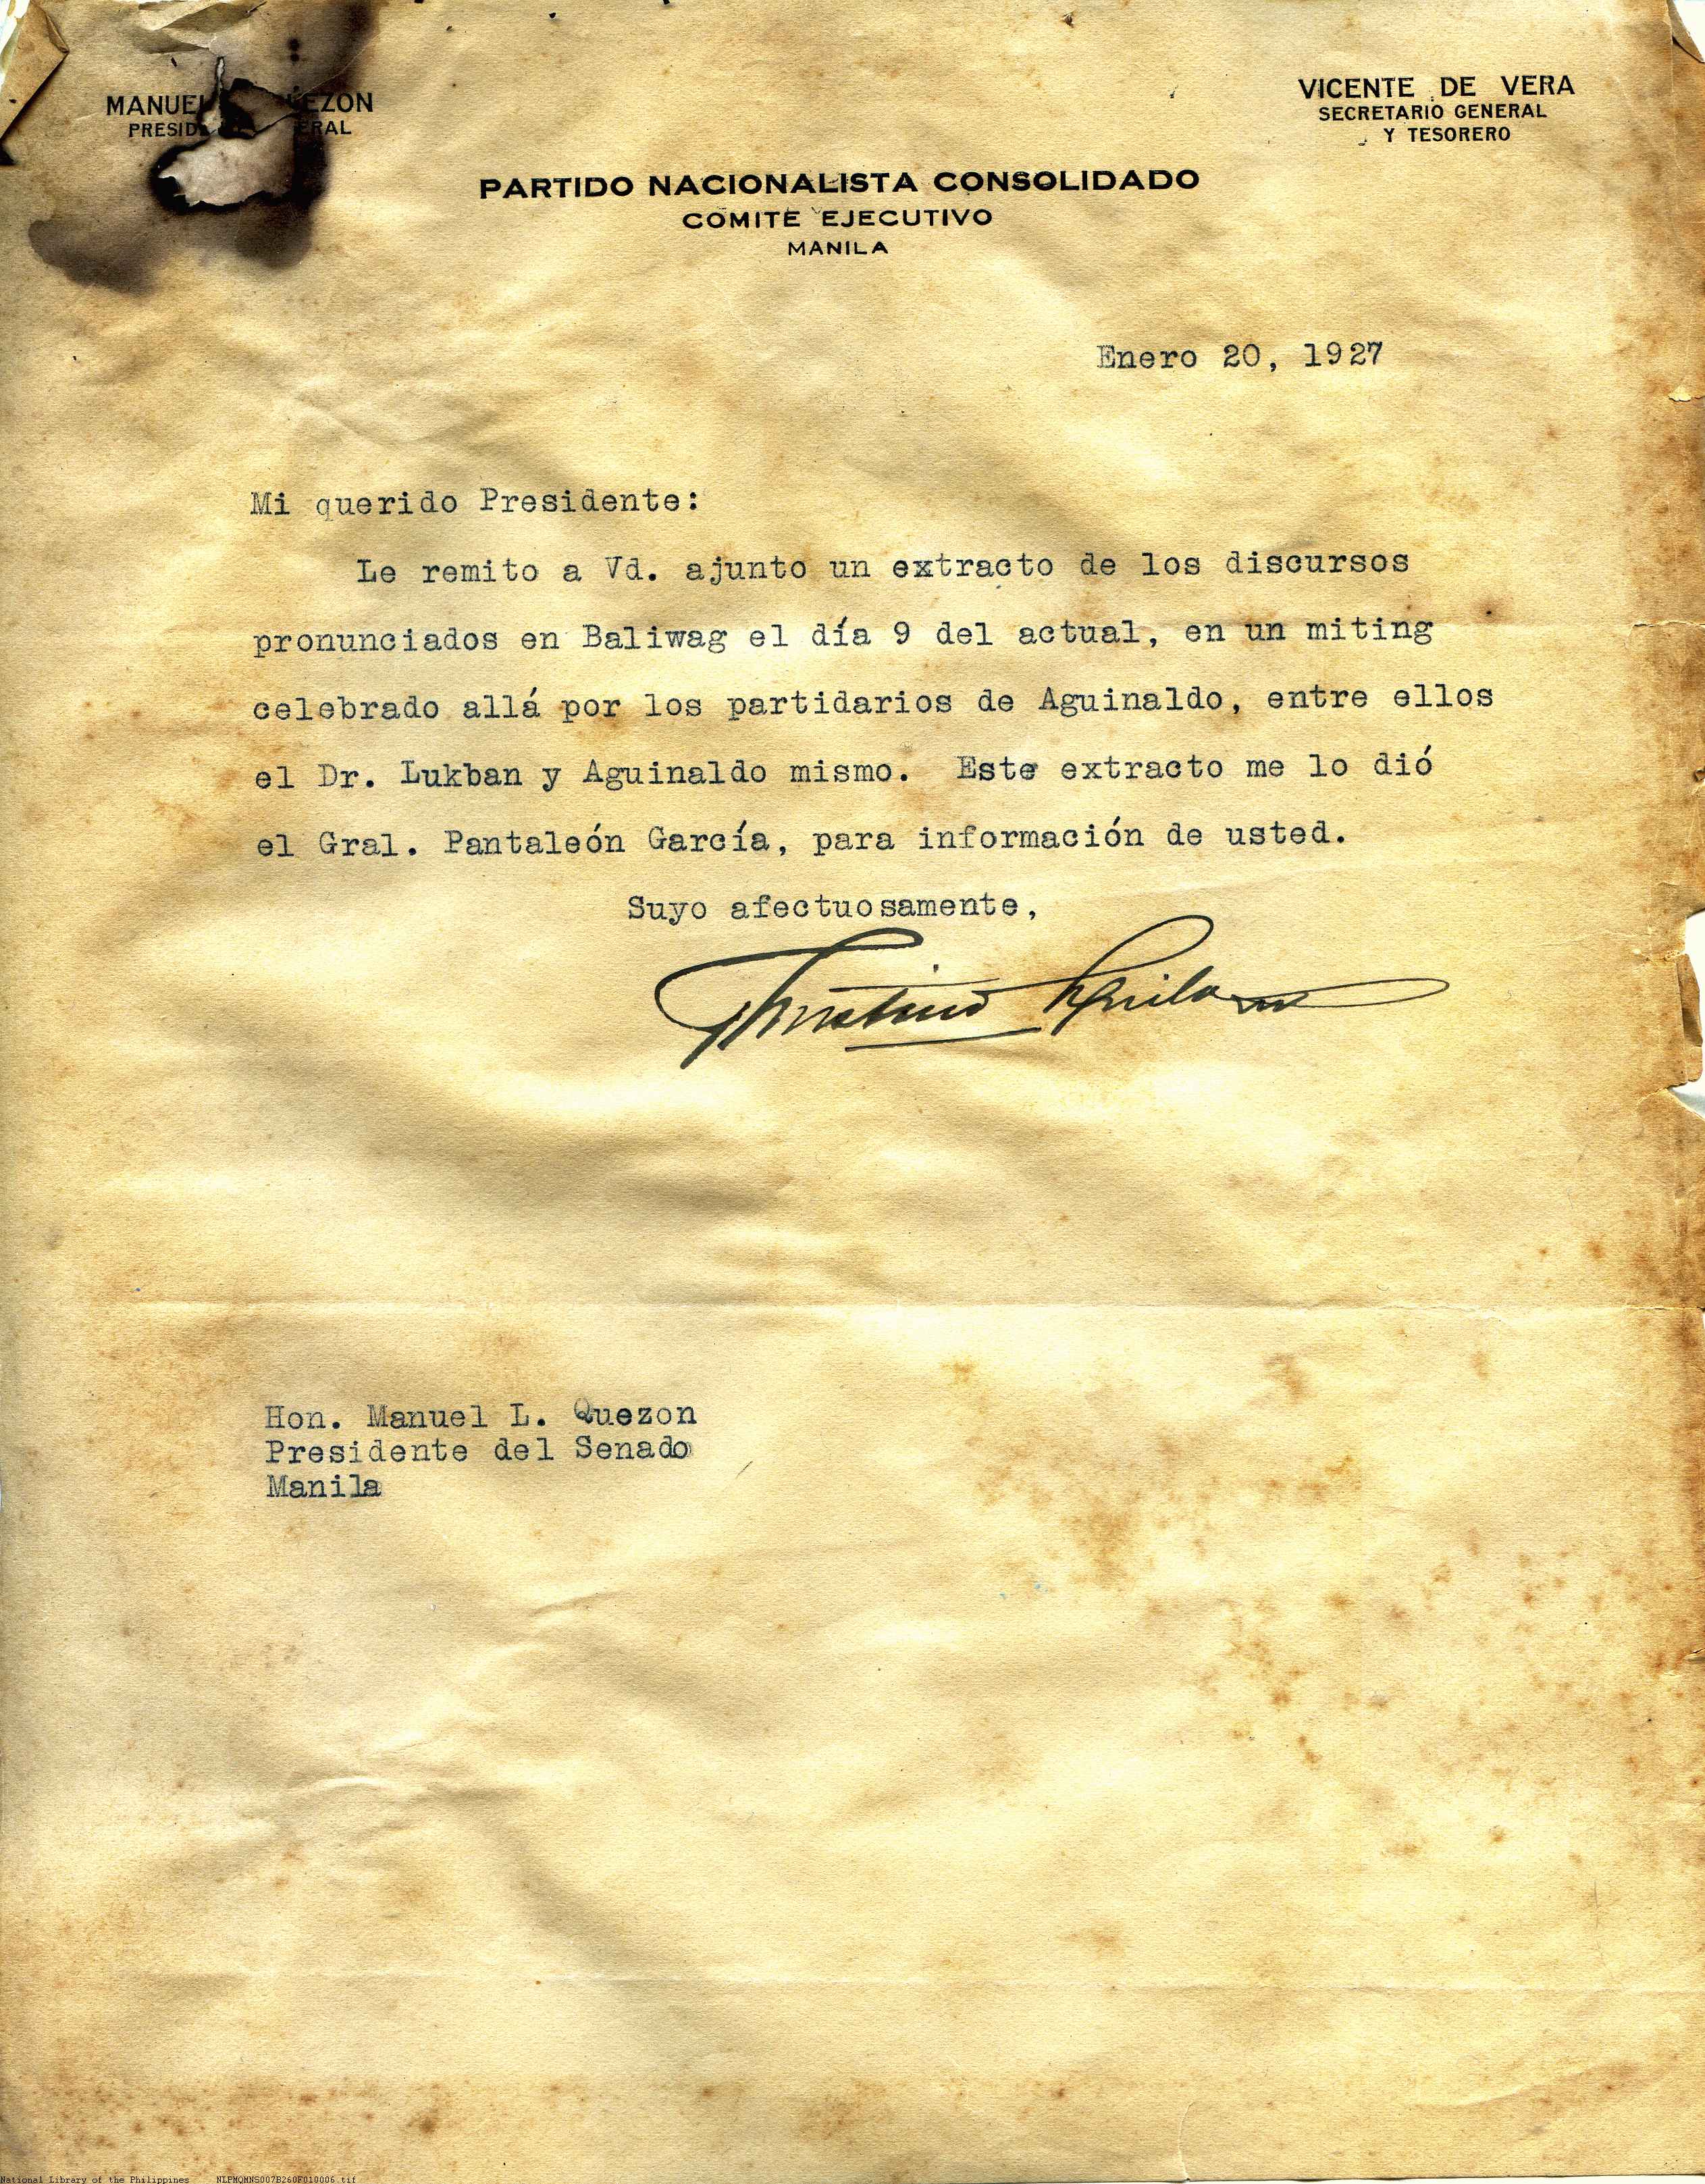 MANUEL QUEZON
PRESID ERAL
VICENTE DE VERA
SECRETARIO GENERAL
Y TESORERO
PARTIDO NACIONALISTA CONSOLIDADO
COMITE EJECUTIVO
MANILA
Enero 20, 1927
Mi querido Presidente:
Le remito a Vd. ajunto un extracto de los discursos
pronunciados en Baliwag el día 9 del actual, en un miting
celebrado allá por los partidarios de Aguinaldo, entre ellos
el Dr. Lukban y Aguinaldo mismo. Este extracto me lo dió
el Gral. Pantaleón García, para información de usted.
Suyo afectuosamente,
Hon. Manuel L. Quezon
Presidente del Senado
Manila
National Library of the Philippines NLPMQMNS007B260F010006.tif